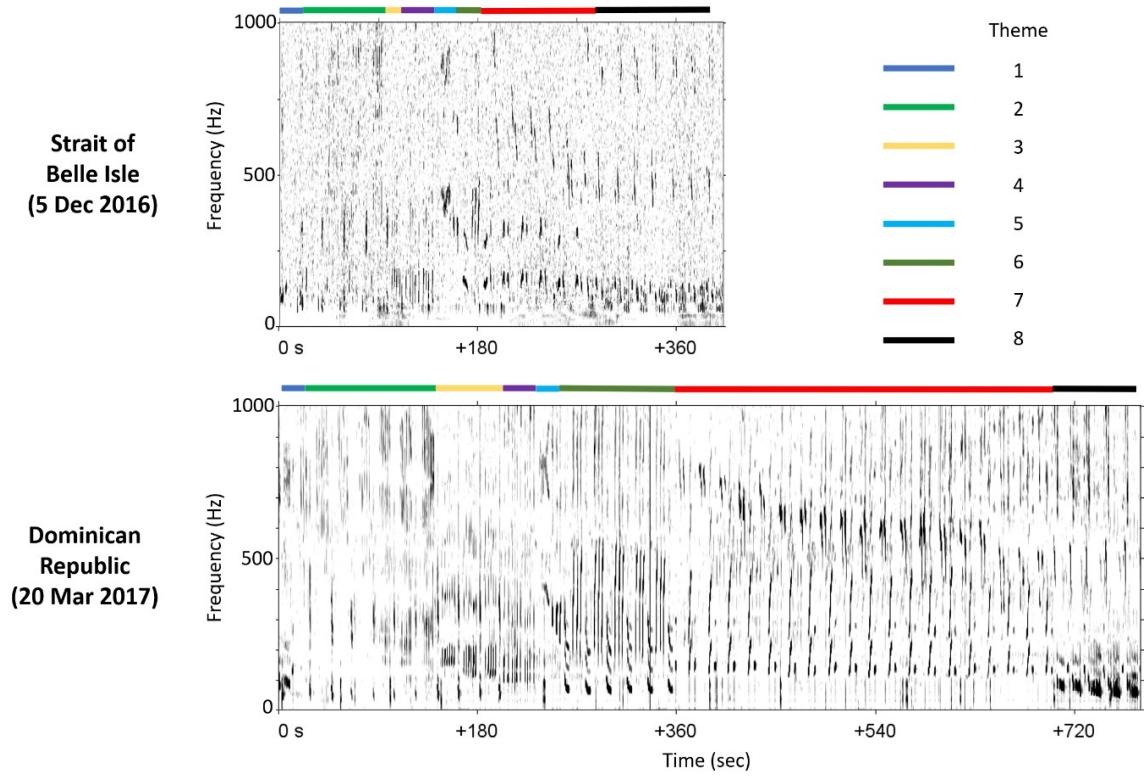 Strait of
Belle Isle
(5 Dec 2016)
Frequency (Hz)
1000
500
0
0 s
+180
+360
Theme
1
2
3
4
5
6
7
8
Dominican
Republic
(20 Mar 2017)
Frequency (Hz)
1000
500
0
0 s
+180
+360
+540
+720
Time (sec)